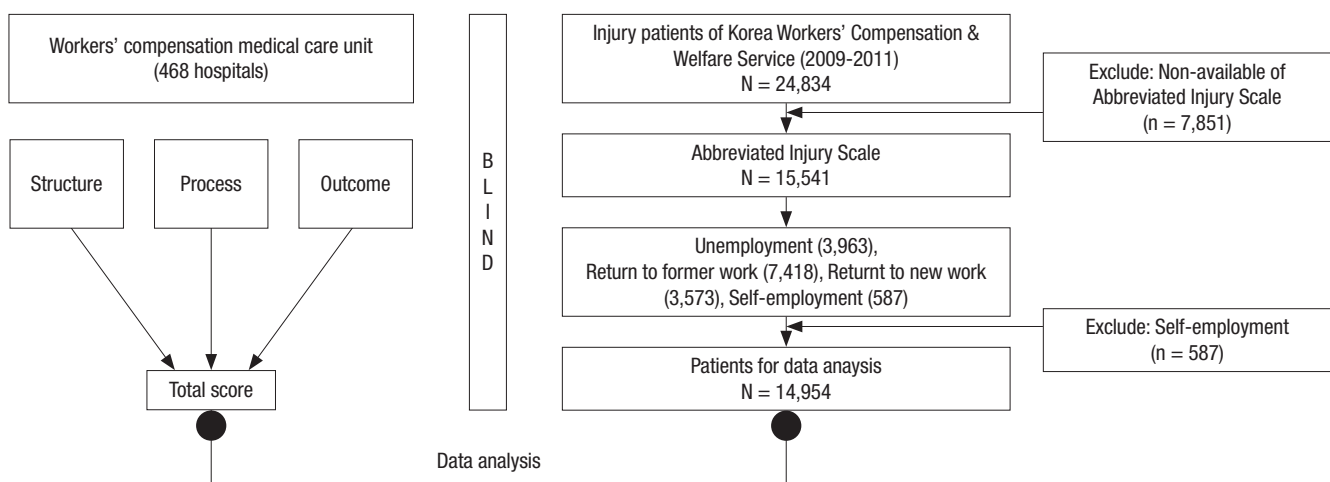 Workers’ compensation medical care unit
(468 hospitals)
Structure
Process
Outcome
Total score
B
L
I
N
D
Data analysis
Injury patients of Korea Workers’ Compensation &
Welfare Service (2009-2011)
N = 24,834
Exclude: Non-available of
Abbreviated Injury Scale
(n = 7,851)
Abbreviated Injury Scale
N = 15,541
Unemployment (3,963),
Return to former work (7,418), Returnt to new work
(3,573), Self-employment (587)
Exclude: Self-employment
(n = 587)
Patients for data anaysis
N = 14,954